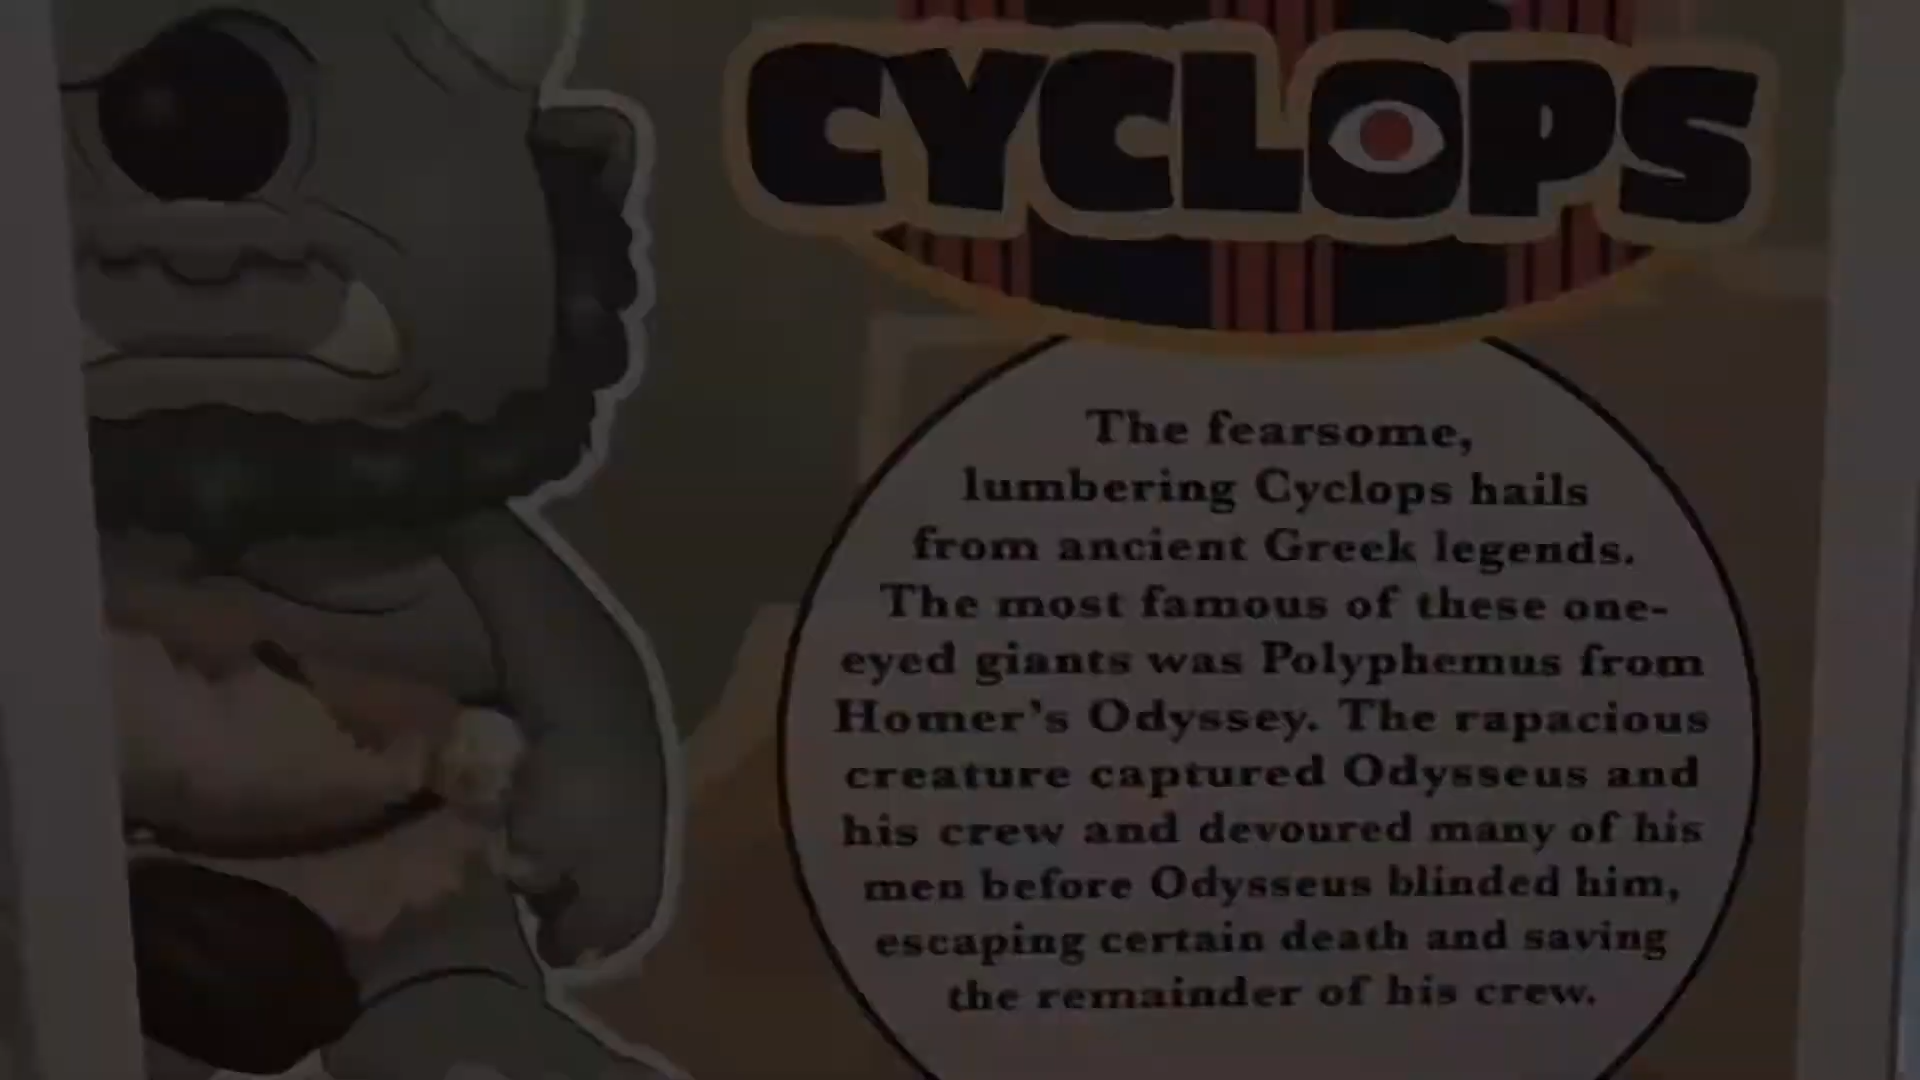 CYCLOPS
The fearsome,
lumbering Cyclops hails
from ancient Greek legends.
The most famous of these one-
eyed giants was Polyphemus from
Homer's Odyssey. The rapacious
creature captured Odysseus and
his crew and devoured many of his
men before Odysseus blinded him,
escaping certain death and saving
the remainder of his crew.